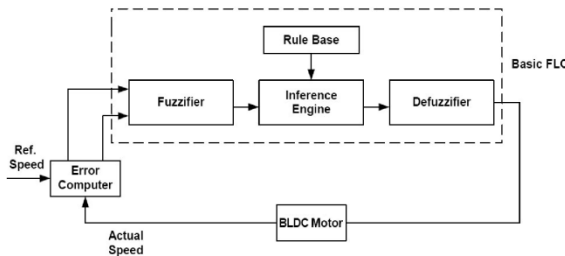 Rule Base
Basic FLC
Fuzzifier
Inference
Engine
Defuzzifier
Ref.
Speed
Error
Computer
BLDC Motor
Actual
Speed